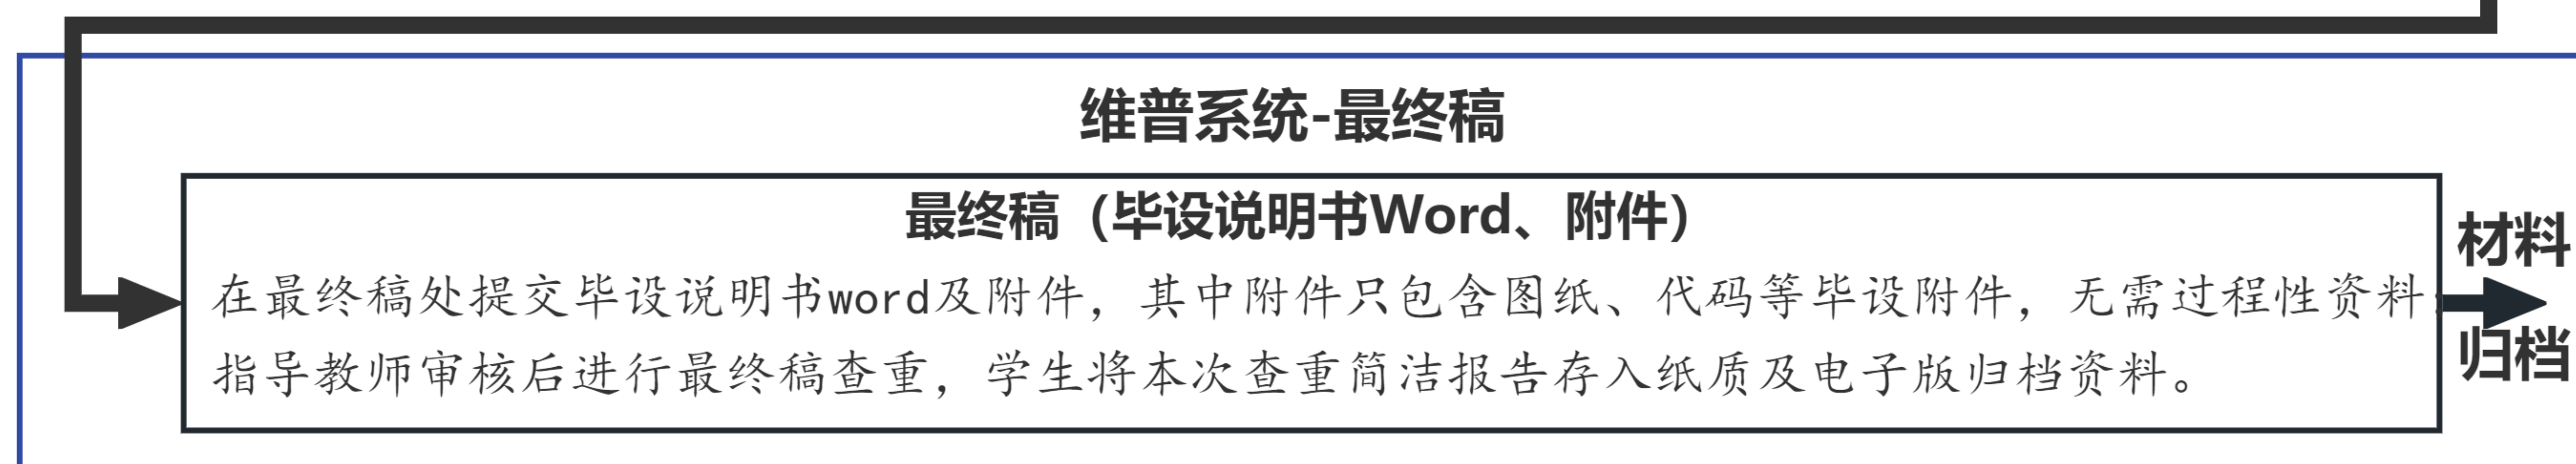 维普系统-最终稿
最终稿（毕设说明书Word、附件）
在最终稿处提交毕设说明书word及附件，其中附件只包含图纸、代码等毕设附件，无需过程性资料；
指导教师审核后进行最终稿查重，学生将本次查重简洁报告存入纸质及电子版归档资料。
材料
归档